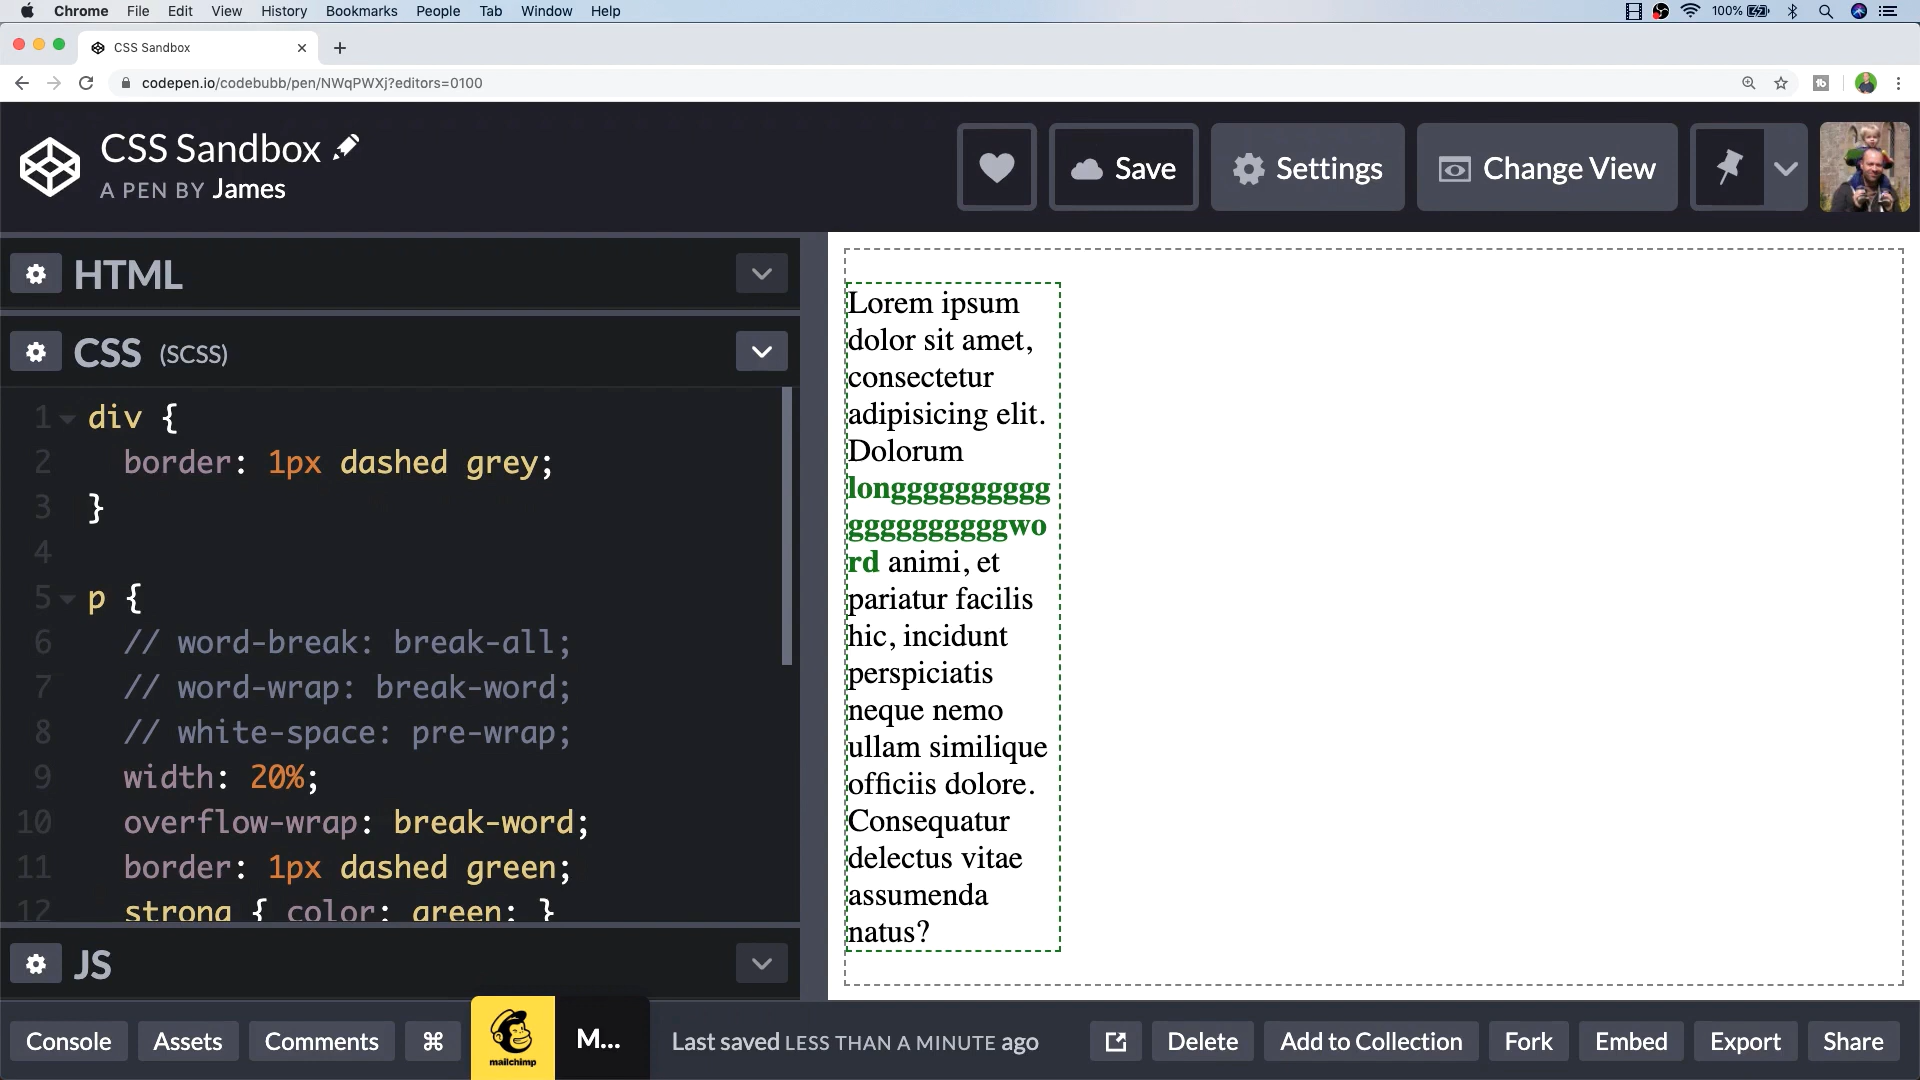 Chrome File Edit View History Bookmarks People Tab Window Help
100%
CSS Sandbox
codepen.io/codebubb/pen/NWqPWXj?editors=0100
CSS Sandbox
A PEN BY James
Save
Settings
Change View
HTML
CSS (SCSS)
1 div {
2 border: 1px dashed grey;
3 }
4
5 p {
6 // word-break: break-all;
7 // word-wrap: break-word;
8 // white-space: pre-wrap;
9 width: 20%;
10 overflow-wrap: break-word;
11 border: 1px dashed green;
12 strong { color: green; }
JS
Lorem ipsum
dolor sit amet,
consectetur
adipisicing elit.
Dolorum
longggggggggggg
ggggggggggwo
rd animi, et
pariatur facilis
hic, incidunt
perspiciatis
neque nemo
ullam similique
officiis dolore.
Consequatur
delectus vitae
assumenda
natus?
Console
Assets
Comments
⌘
mailchimp
M...
Last saved LESS THAN A MINUTE ago
Delete
Add to Collection
Fork
Embed
Export
Share